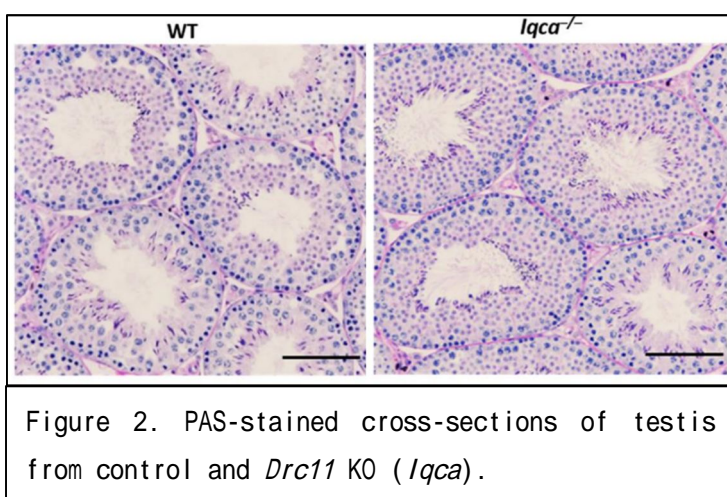 WT
Iqca–/–
Figure 2. PAS-stained cross-sections of testis
from control and Drc11 KO (Iqca).